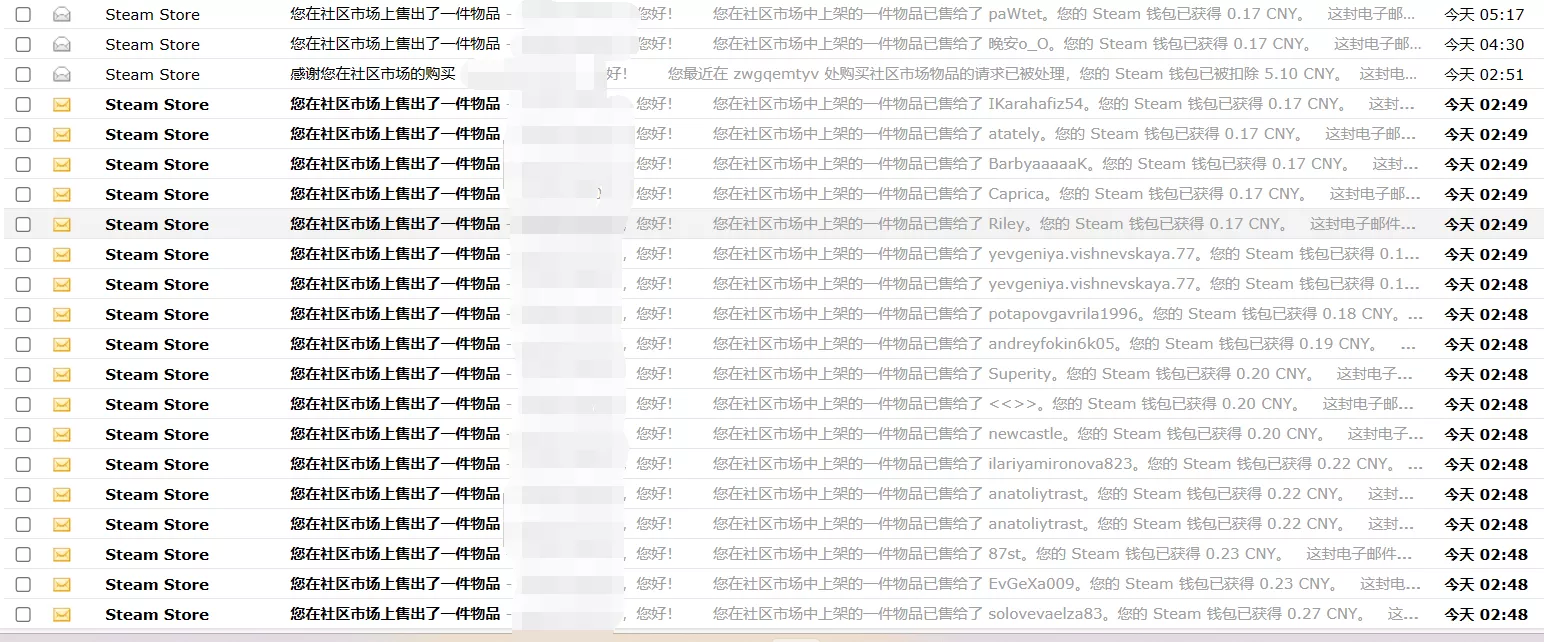 Steam Store 您在社区市场上售出了一件物品 - 您好! 您在社区市场中上架的一件物品已售给了 paWtet。您的 Steam 钱包已获得 0.17 CNY。 这封电子邮... 今天 05:17
Steam Store 您在社区市场上售出了一件物品 - 您好! 您在社区市场中上架的一件物品已售给了 晚安o_O。您的 Steam 钱包已获得 0.17 CNY。 这封电子邮... 今天 04:30
Steam Store 感谢您在社区市场的购买 好! 您最近在 zwgqemtyv 处购买社区市场物品的请求已被处理，您的 Steam 钱包已被扣除 5.10 CNY。 这封电... 今天 02:51
Steam Store 您在社区市场上售出了一件物品 - 您好! 您在社区市场中上架的一件物品已售给了 IKarahafiz54。您的 Steam 钱包已获得 0.17 CNY。 这封... 今天 02:49
Steam Store 您在社区市场上售出了一件物品 您好! 您在社区市场中上架的一件物品已售给了 atately。您的 Steam 钱包已获得 0.17 CNY。 这封电子邮... 今天 02:49
Steam Store 您在社区市场上售出了一件物品 您好! 您在社区市场中上架的一件物品已售给了 BarbyaaaaaK。您的 Steam 钱包已获得 0.17 CNY。 这封... 今天 02:49
Steam Store 您在社区市场上售出了一件物品 您好! 您在社区市场中上架的一件物品已售给了 Caprica。您的 Steam 钱包已获得 0.17 CNY。 这封电子邮... 今天 02:49
Steam Store 您在社区市场上售出了一件物品 - , 您好! 您在社区市场中上架的一件物品已售给了 Riley。您的 Steam 钱包已获得 0.17 CNY。 这封电子邮件... 今天 02:49
Steam Store 您在社区市场上售出了一件物品 - , 您好! 您在社区市场中上架的一件物品已售给了 yevgeniya.vishnevskaya.77。您的 Steam 钱包已获得 0.1... 今天 02:49
Steam Store 您在社区市场上售出了一件物品 - , 您好! 您在社区市场中上架的一件物品已售给了 yevgeniya.vishnevskaya.77。您的 Steam 钱包已获得 0.1... 今天 02:48
Steam Store 您在社区市场上售出了一件物品 - , 您好! 您在社区市场中上架的一件物品已售给了 potapovgavrila1996。您的 Steam 钱包已获得 0.18 CNY。... 今天 02:48
Steam Store 您在社区市场上售出了一件物品 - , 您好! 您在社区市场中上架的一件物品已售给了 andreyfokin6k05。您的 Steam 钱包已获得 0.19 CNY。 ... 今天 02:48
Steam Store 您在社区市场上售出了一件物品 - 您好! 您在社区市场中上架的一件物品已售给了 Superity。您的 Steam 钱包已获得 0.20 CNY。 这封电子... 今天 02:48
Steam Store 您在社区市场上售出了一件物品 - 您好! 您在社区市场中上架的一件物品已售给了 <<>>。您的 Steam 钱包已获得 0.20 CNY。 这封电子邮... 今天 02:48
Steam Store 您在社区市场上售出了一件物品 - 您好! 您在社区市场中上架的一件物品已售给了 newcastle。您的 Steam 钱包已获得 0.20 CNY。 这封电子... 今天 02:48
Steam Store 您在社区市场上售出了一件物品 - 您好! 您在社区市场中上架的一件物品已售给了 ilariyamironova823。您的 Steam 钱包已获得 0.22 CNY。 ... 今天 02:48
Steam Store 您在社区市场上售出了一件物品 , 您好! 您在社区市场中上架的一件物品已售给了 anatoliytrast。您的 Steam 钱包已获得 0.22 CNY。 这封... 今天 02:48
Steam Store 您在社区市场上售出了一件物品 , 您好! 您在社区市场中上架的一件物品已售给了 anatoliytrast。您的 Steam 钱包已获得 0.22 CNY。 这封... 今天 02:48
Steam Store 您在社区市场上售出了一件物品 - , 您好! 您在社区市场中上架的一件物品已售给了 87st。您的 Steam 钱包已获得 0.23 CNY。 这封电子邮件... 今天 02:48
Steam Store 您在社区市场上售出了一件物品 - , 您好! 您在社区市场中上架的一件物品已售给了 EvGeXa009。您的 Steam 钱包已获得 0.23 CNY。 这封电... 今天 02:48
Steam Store 您在社区市场上售出了一件物品 - , 您好! 您在社区市场中上架的一件物品已售给了 solovevaelza83。您的 Steam 钱包已获得 0.27 CNY。 这... 今天 02:48